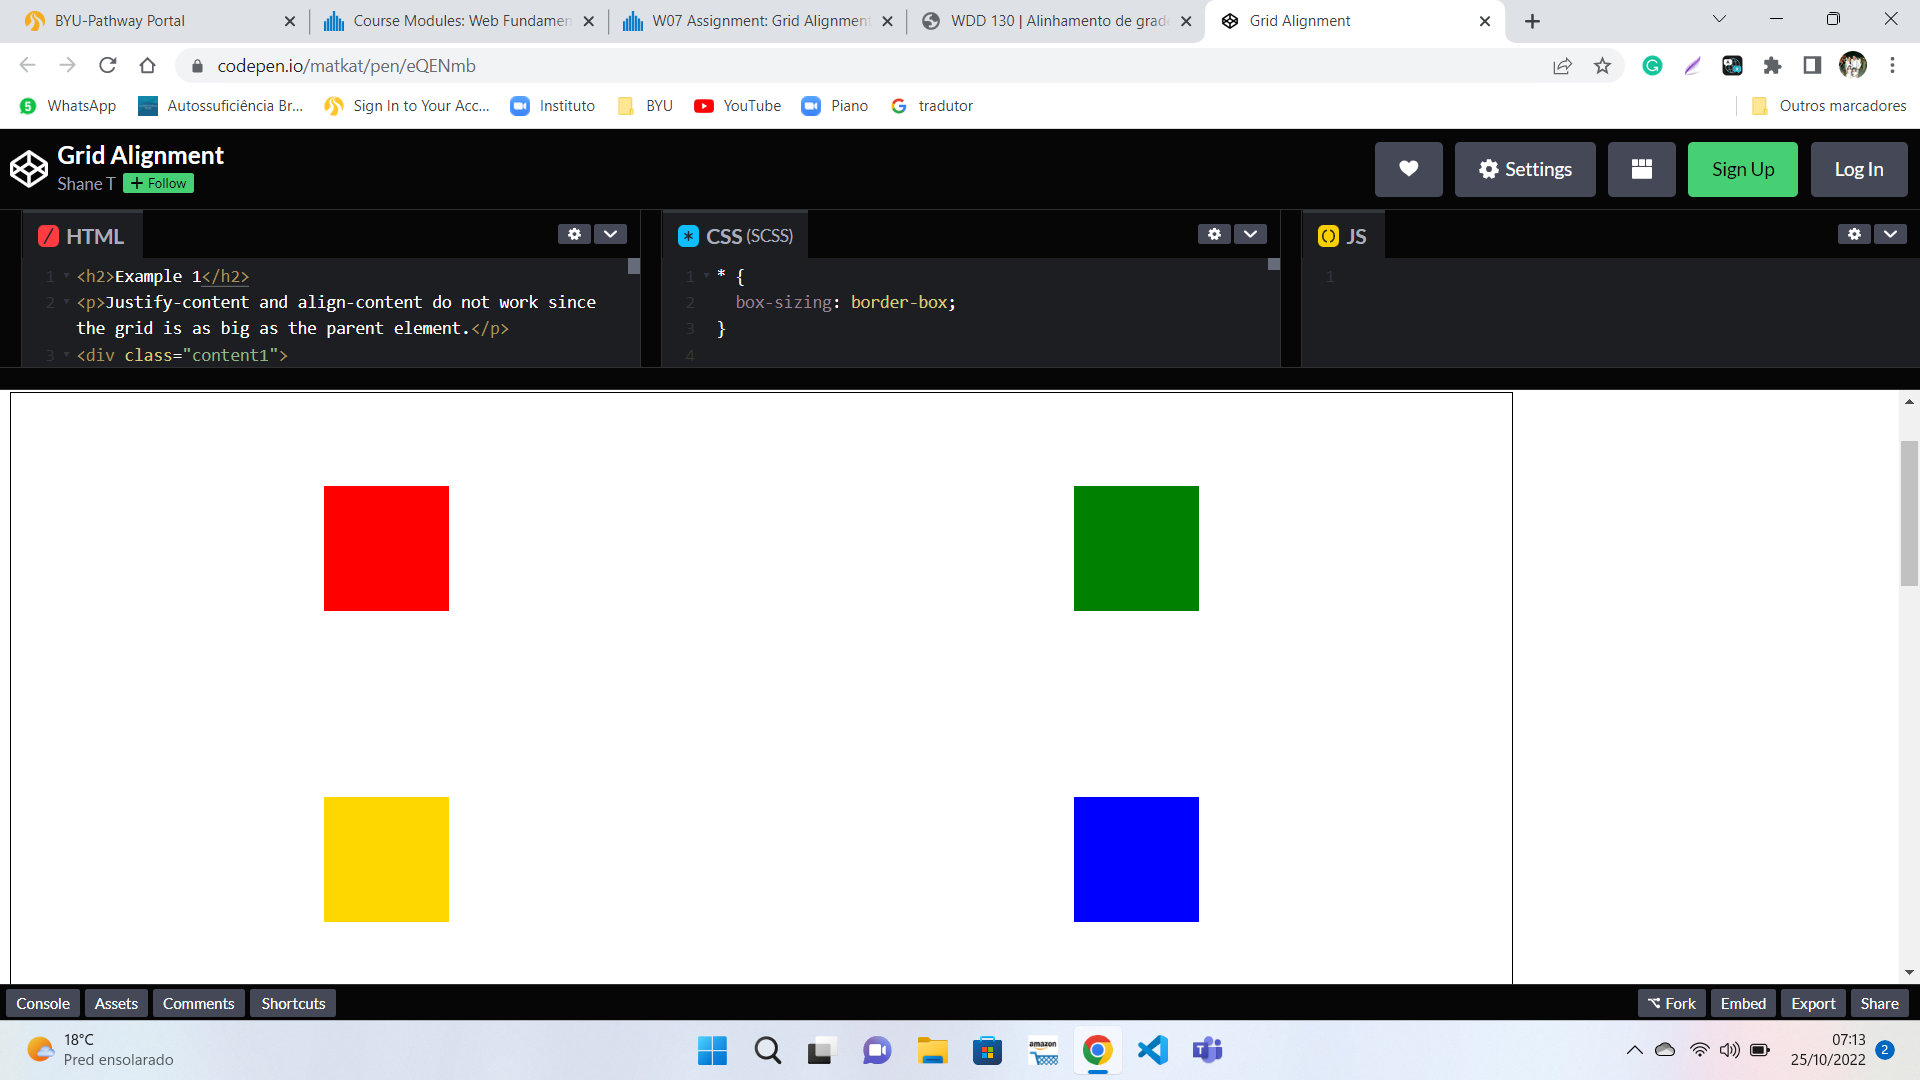 BYU-Pathway Portal
Course Modules: Web Fundamen
W07 Assignment: Grid Alignment
WDD 130 | Alinhamento de grade
Grid Alignment
codepen.io/matkat/pen/eQENmb
WhatsApp
Autossuficiência Br...
Sign In to Your Acc...
Instituto
BYU
YouTube
Piano
tradutor
Outros marcadores
Grid Alignment
Shane T
+ Follow
Settings
Sign Up
Log In
HTML
1 <h2>Example 1</h2>
2 <p>Justify-content and align-content do not work since
the grid is as big as the parent element.</p>
3 <div class="content1">
CSS (SCSS)
1 * {
2 box-sizing: border-box;
3 }
4
JS
1
Console
Assets
Comments
Shortcuts
Fork
Embed
Export
Share
18°C
Pred ensolarado
amazon
07:13
25/10/2022
2